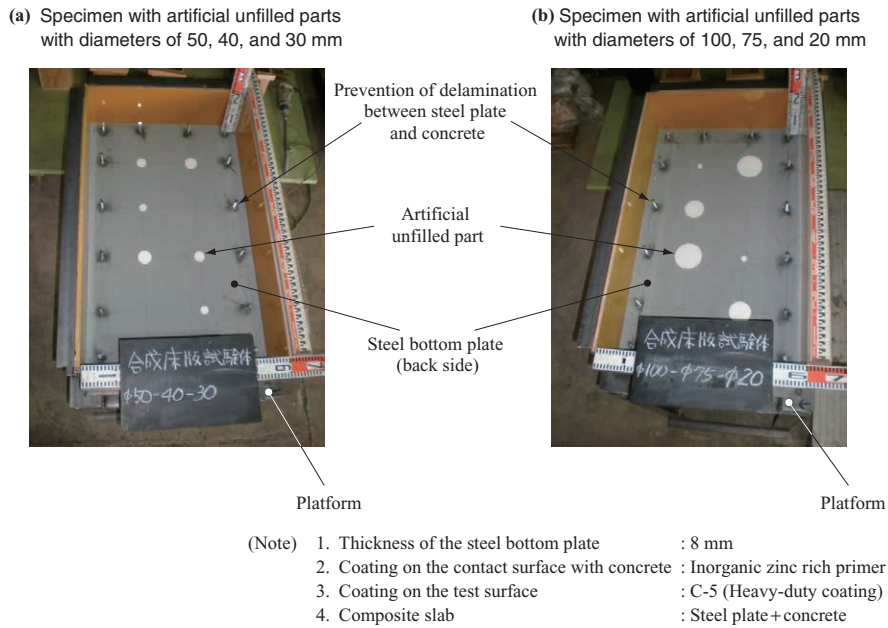 (a) Specimen with artificial unfilled parts
with diameters of 50, 40, and 30 mm
(b) Specimen with artificial unfilled parts
with diameters of 100, 75, and 20 mm
Prevention of delamination
between steel plate
and concrete
Artificial
unfilled part
Steel bottom plate
(back side)
合成床版試験体
φ50-40-30
合成床版試験体
φ100-φ75-φ20
Platform
Platform
(Note) 1. Thickness of the steel bottom plate : 8 mm
2. Coating on the contact surface with concrete : Inorganic zinc rich primer
3. Coating on the test surface : C-5 (Heavy-duty coating)
4. Composite slab : Steel plate+concrete